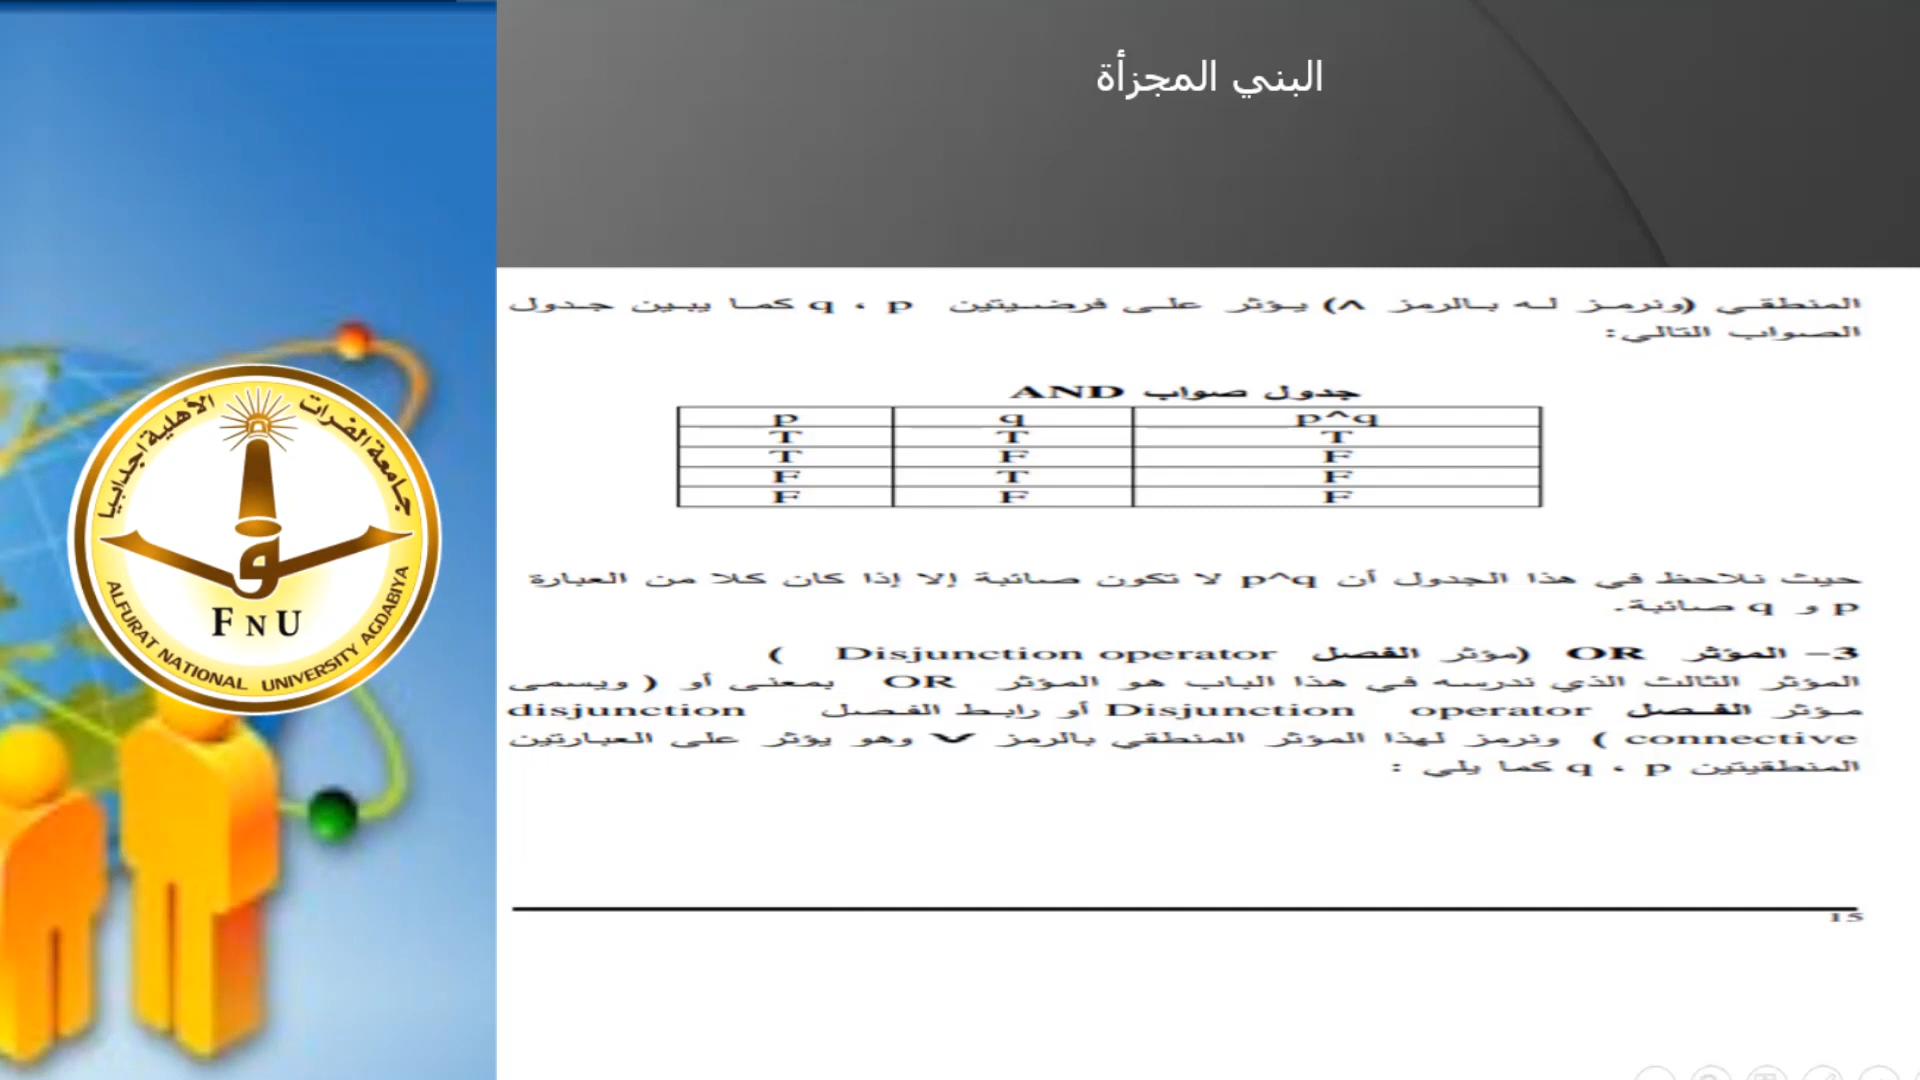 البني المجزأة
المنطقي (ونرمز له بالرمز ∧) يؤثر على فرضيتين p ، q كما يبين جدول
الصواب التالي:
جدول صواب AND
p q p^q
T T T
T F F
F T F
F F F
حيث نلاحظ في هذا الجدول أن p^q لا تكون صائبة إلا إذا كان كلا من العبارة
p و q صائبة.
3- المؤثر OR (مؤثر الفصل Disjunction operator )
المؤثر الثالث الذي ندرسه في هذا الباب هو المؤثر OR بمعنى أو ( ويسمى
مؤثر الفصل Disjunction operator أو رابط الفصل disjunction
connective ) ونرمز لهذا المؤثر المنطقي بالرمز ∨ وهو يؤثر على العبارتين
المنطقيتين p ، q كما يلي :
15
جامعة الفرات الأهلية اجدابيا
FNU
ALFURAT NATIONAL UNIVERSITY AGDABIYA